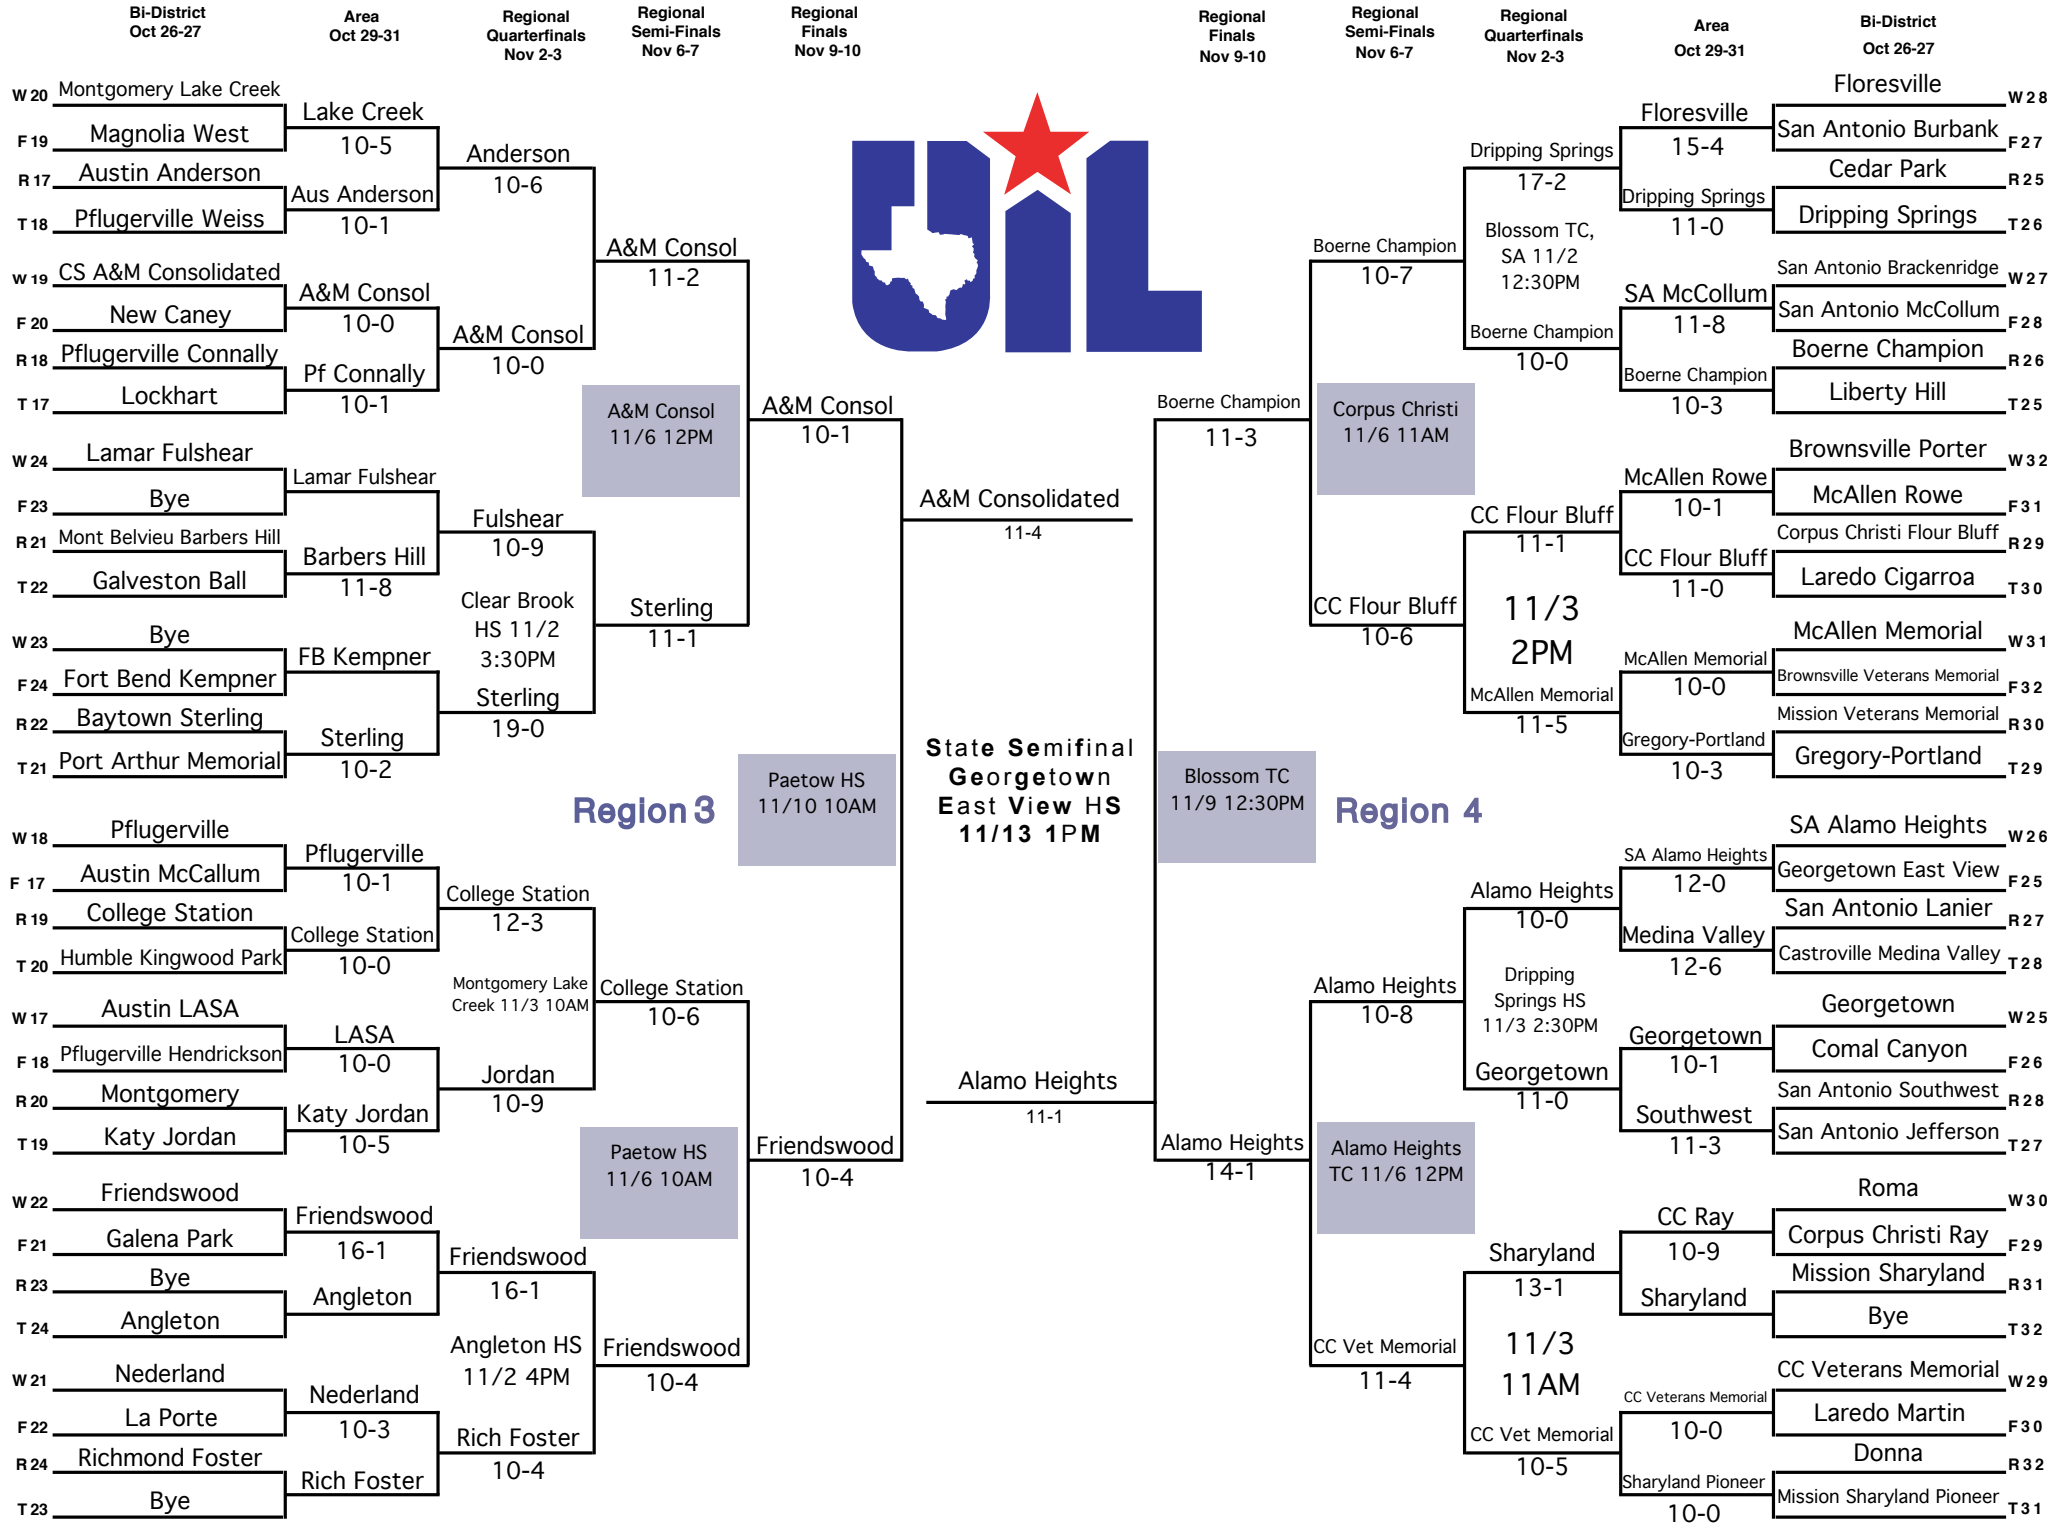 Bi-District
Oct 26-27
Area
Oct 29-31
Regional
Quarterfinals
Nov 2-3
Regional
Semi-Finals
Nov 6-7
Regional
Finals
Nov 9-10
Regional
Finals
Nov 9-10
Regional
Semi-Finals
Nov 6-7
Regional
Quarterfinals
Nov 2-3
Area
Oct 29-31
Bi-District
Oct 26-27
W 20 Montgomery Lake Creek
F 19 Magnolia West
R 17 Austin Anderson
T 18 Pflugerville Weiss
W 19 CS A&M Consolidated
F 20 New Caney
R 18 Pflugerville Connally
T 17 Lockhart
W 24 Lamar Fulshear
F 23 Bye
R 21 Mont Belvieu Barbers Hill
T 22 Galveston Ball
W 23 Bye
F 24 Fort Bend Kempner
R 22 Baytown Sterling
T 21 Port Arthur Memorial
W 18 Pflugerville
F 17 Austin McCallum
R 19 College Station
T 20 Humble Kingwood Park
W 17 Austin LASA
F 18 Pflugerville Hendrickson
R 20 Montgomery
T 19 Katy Jordan
W 22 Friendswood
F 21 Galena Park
R 23 Bye
T 24 Angleton
W 21 Nederland
F 22 La Porte
R 24 Richmond Foster
T 23 Bye
Lake Creek
10-5
Aus Anderson
10-1
A&M Consol
10-0
Pf Connally
10-1
Lamar Fulshear
Barbers Hill
11-8
FB Kempner
Sterling
10-2
Pflugerville
10-1
College Station
10-0
LASA
10-0
Katy Jordan
10-5
Friendswood
16-1
Angleton
Nederland
10-3
Rich Foster
Anderson
10-6
A&M Consol
10-0
Fulshear
10-9
Clear Brook
HS 11/2
3:30PM
Sterling
19-0
College Station
12-3
Montgomery Lake
Creek 11/3 10AM
Jordan
10-9
Friendswood
16-1
Angleton HS
11/2 4PM
Rich Foster
10-4
A&M Consol
11-2
A&M Consol
11/6 12PM
Sterling
11-1
Region 3
College Station
10-6
Paetow HS
11/6 10AM
Friendswood
10-4
A&M Consol
10-1
Paetow HS
11/10 10AM
Friendswood
10-4
UIL
A&M Consolidated
11-4
State Semifinal
Georgetown
East View HS
11/13 1PM
Alamo Heights
11-1
Boerne Champion
11-3
Blossom TC
11/9 12:30PM
Alamo Heights
14-1
Boerne Champion
10-7
Corpus Christi
11/6 11AM
CC Flour Bluff
10-6
Region 4
Alamo Heights
10-8
Alamo Heights
TC 11/6 12PM
CC Vet Memorial
11-4
Dripping Springs
17-2
Blossom TC,
SA 11/2
12:30PM
Boerne Champion
10-0
CC Flour Bluff
11-1
11/3
2PM
McAllen Memorial
11-5
Alamo Heights
10-0
Dripping
Springs HS
11/3 2:30PM
Georgetown
11-0
Sharyland
13-1
11/3
11AM
CC Vet Memorial
10-5
Floresville
15-4
Dripping Springs
11-0
SA McCollum
11-8
Boerne Champion
10-3
McAllen Rowe
10-1
CC Flour Bluff
11-0
McAllen Memorial
10-0
Gregory-Portland
10-3
SA Alamo Heights
12-0
Medina Valley
12-6
Georgetown
10-1
Southwest
11-3
CC Ray
10-9
Sharyland
CC Veterans Memorial
10-0
Sharyland Pioneer
10-0
Floresville W 28
San Antonio Burbank F 27
Cedar Park R 25
Dripping Springs T 26
San Antonio Brackenridge W 27
San Antonio McCollum F 28
Boerne Champion R 26
Liberty Hill T 25
Brownsville Porter W 32
McAllen Rowe F 31
Corpus Christi Flour Bluff R 29
Laredo Cigarroa T 30
McAllen Memorial W 31
Brownsville Veterans Memorial F 32
Mission Veterans Memorial R 30
Gregory-Portland T 29
SA Alamo Heights W 26
Georgetown East View F 25
San Antonio Lanier R 27
Castroville Medina Valley T 28
Georgetown W 25
Comal Canyon F 26
San Antonio Southwest R 28
San Antonio Jefferson T 27
Roma W 30
Corpus Christi Ray F 29
Mission Sharyland R 31
Bye T 32
CC Veterans Memorial W 29
Laredo Martin F 30
Donna R 32
Mission Sharyland Pioneer T 31